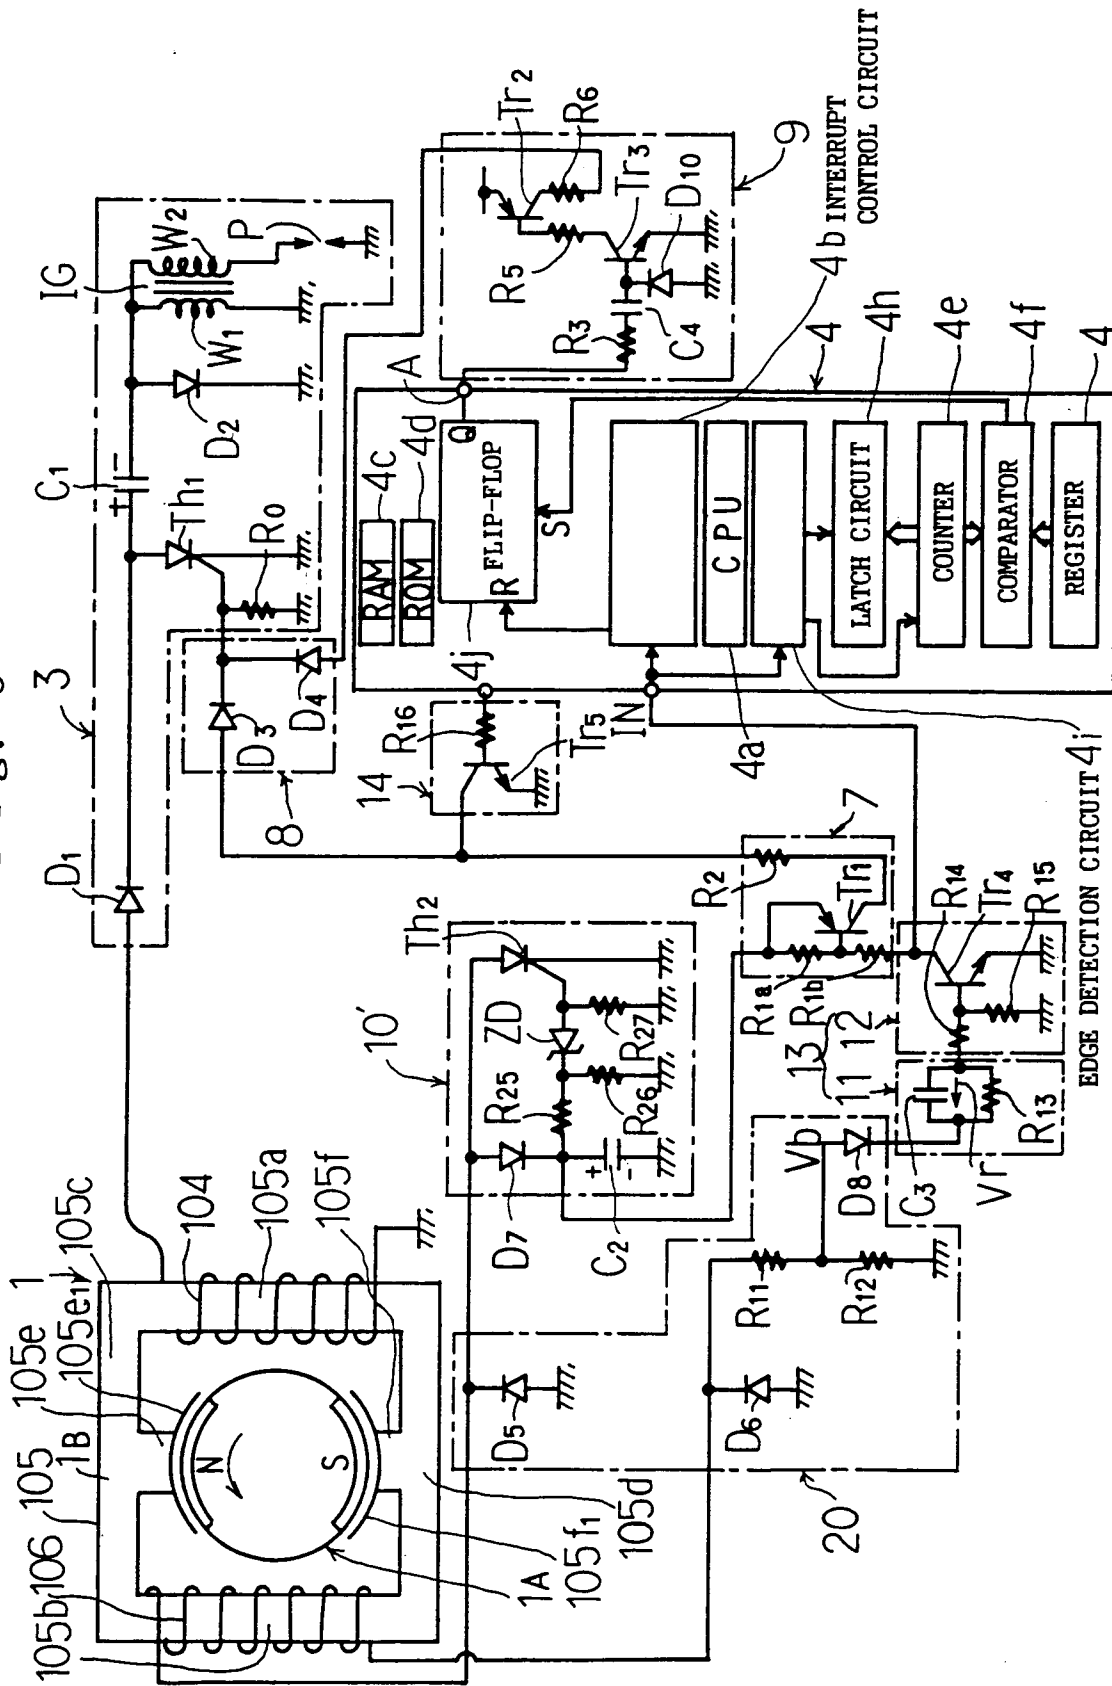 3
D1
C1
+
−
IG
W1
W2
P
D2
Th1
R0
D3
D4
8
Tr2
R6
R5
Tr3
D10
R3
C4
9
A
4c
RAM
4d
ROM
Q
FLIP-FLOP
R
S
4j
4b INTERRUPT
CONTROL CIRCUIT
4
CPU
4a
LATCH CIRCUIT
4h
COUNTER
4e
COMPARATOR
4f
REGISTER
4
4i
EDGE DETECTION CIRCUIT
IN
14
R16
Tr5
7
R2
Tr1
R1a
R1b
13
12
11
R14
Tr4
R15
C3
Vr
R13
Vb
D8
Th2
10'
ZD
R25
R27
R26
D7
+
-
C2
R11
R12
D5
D6
20
1
105c
104
105a
105f
105e1
105e
1B
105
106
105b
N
S
1A
105f1
105d